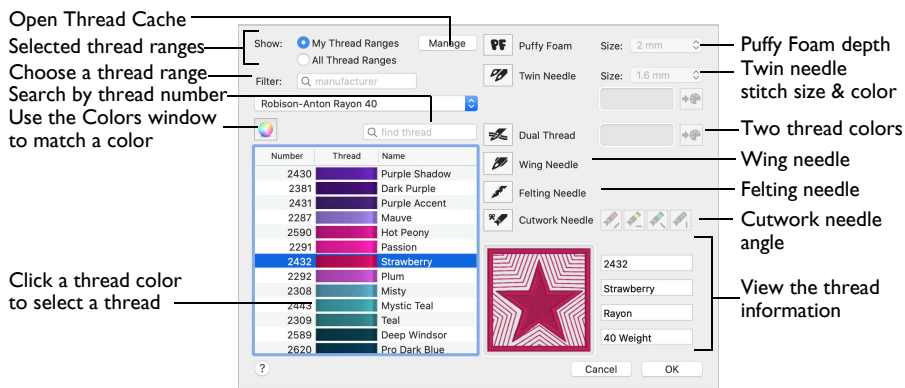 Open Thread Cache
Selected thread ranges
Choose a thread range
Search by thread number
Use the Colors window
to match a color
Click a thread color
to select a thread
Show: My Thread Ranges Manage
All Thread Ranges
Filter: manufacturer
Robison-Anton Rayon 40
find thread
Number Thread Name
2430 Purple Shadow
2381 Dark Purple
2431 Purple Accent
2287 Mauve
2590 Hot Peony
2291 Passion
2432 Strawberry
2292 Plum
2308 Misty
2443 Mystic Teal
2309 Teal
2589 Deep Windsor
2620 Pro Dark Blue
?
PF Puffy Foam Size: 2 mm
Twin Needle Size: 1.6 mm
Dual Thread
Wing Needle
Felting Needle
Cutwork Needle
2432
Strawberry
Rayon
40 Weight
Cancel OK
Puffy Foam depth
Twin needle
stitch size & color
Two thread colors
Wing needle
Felting needle
Cutwork needle
angle
View the thread
information